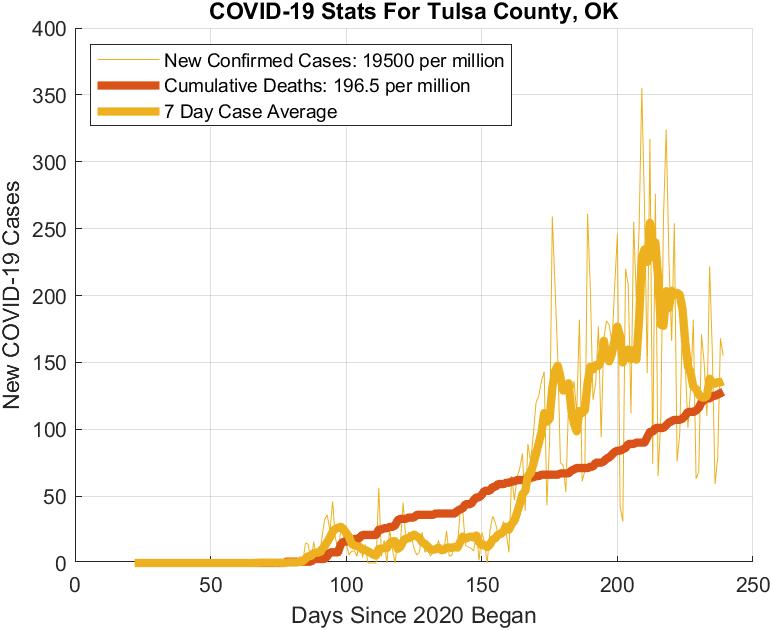 COVID-19 Stats For Tulsa County, OK
400
350
300
250
200
150
100
50
0
New COVID-19 Cases
New Confirmed Cases: 19500 per million
Cumulative Deaths: 196.5 per million
7 Day Case Average
0 50 100 150 200 250
Days Since 2020 Began